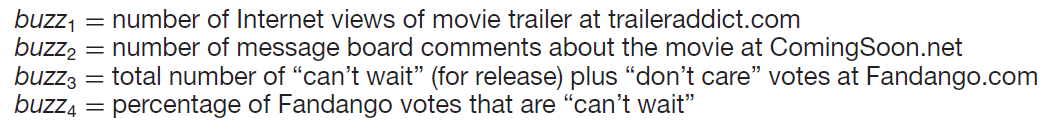 buzz₁ = number of Internet views of movie trailer at traileraddict.com
buzz₂ = number of message board comments about the movie at ComingSoon.net
buzz₃ = total number of “can’t wait” (for release) plus “don’t care” votes at Fandango.com
buzz₄ = percentage of Fandango votes that are “can’t wait”